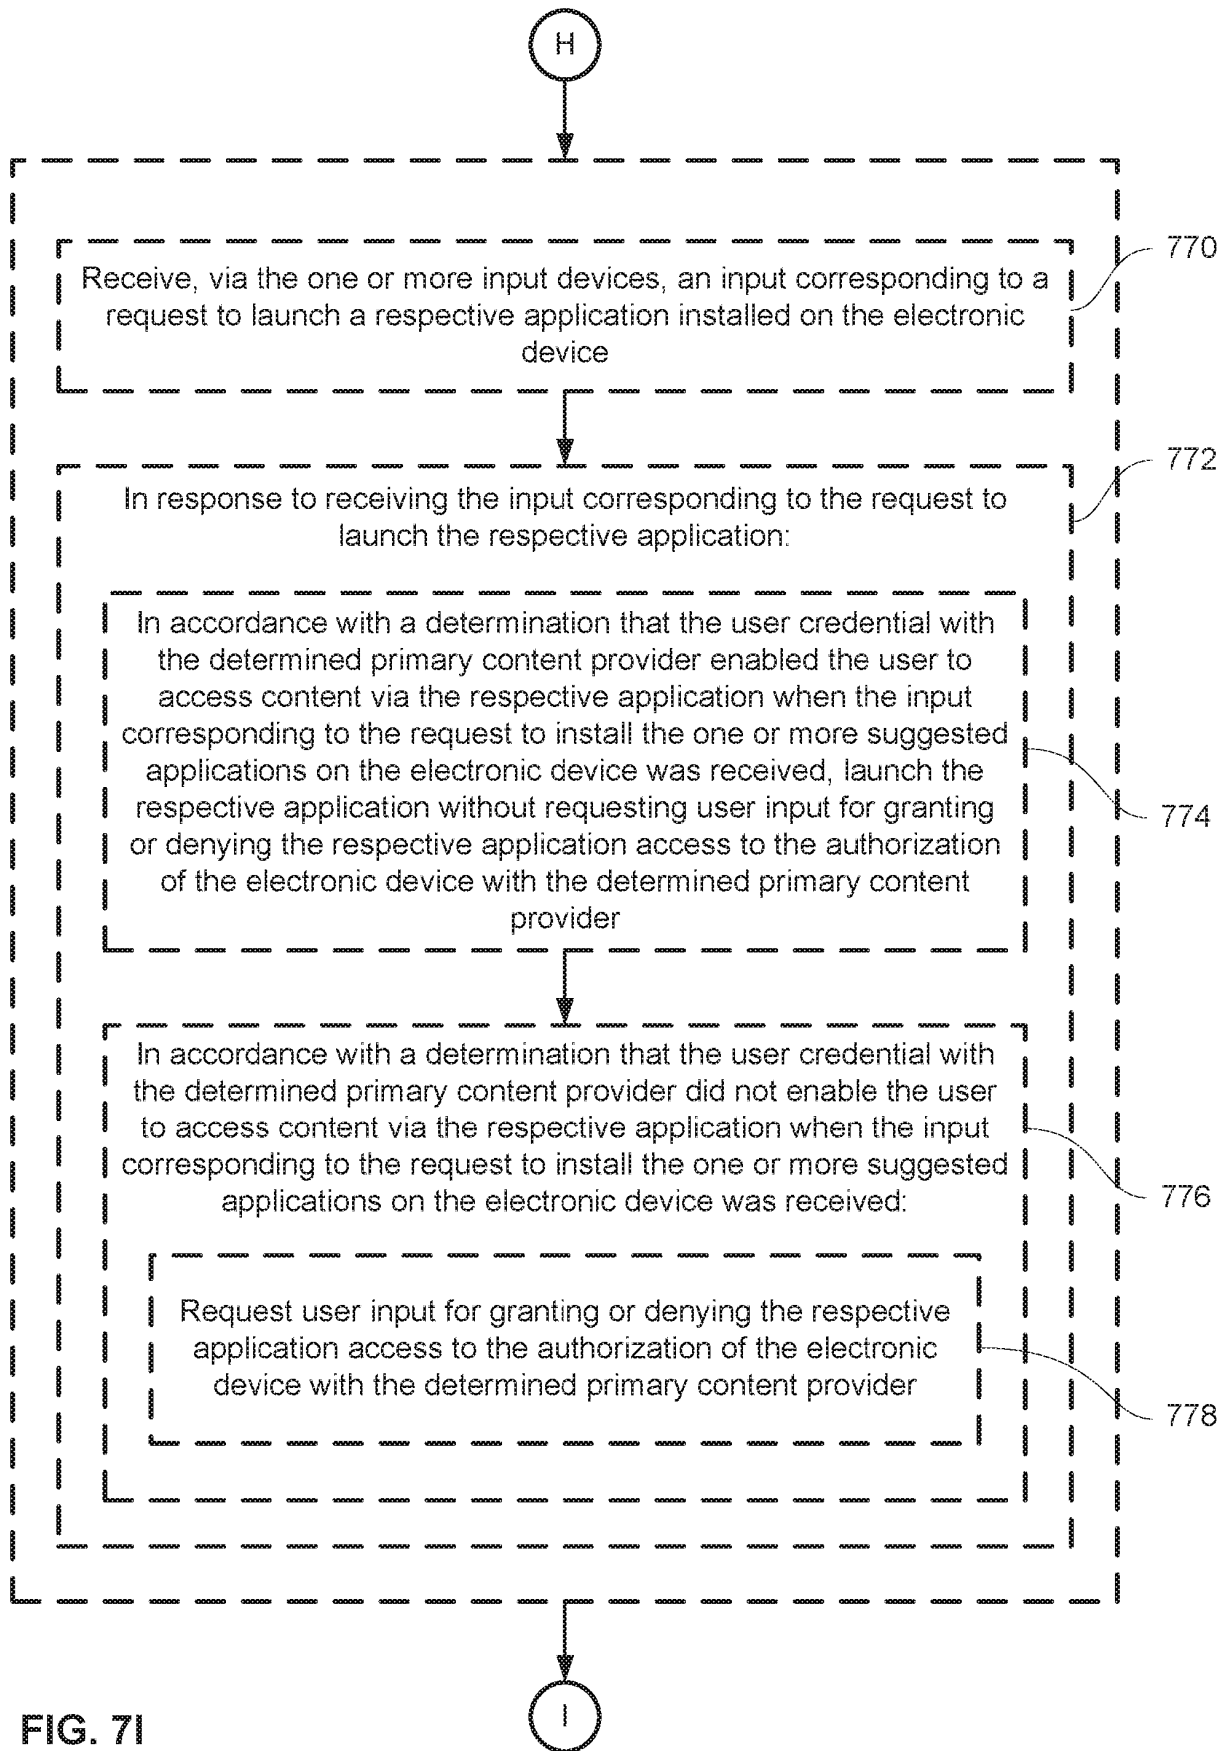 H
770
Receive, via the one or more input devices, an input corresponding to a
request to launch a respective application installed on the electronic
device
772
In response to receiving the input corresponding to the request to
launch the respective application:
In accordance with a determination that the user credential with
the determined primary content provider enabled the user to
access content via the respective application when the input
corresponding to the request to install the one or more suggested
applications on the electronic device was received, launch the
respective application without requesting user input for granting
or denying the respective application access to the authorization
of the electronic device with the determined primary content
provider
774
In accordance with a determination that the user credential with
the determined primary content provider did not enable the user
to access content via the respective application when the input
corresponding to the request to install the one or more suggested
applications on the electronic device was received:
776
Request user input for granting or denying the respective
application access to the authorization of the electronic
device with the determined primary content provider
778
I
FIG. 7I